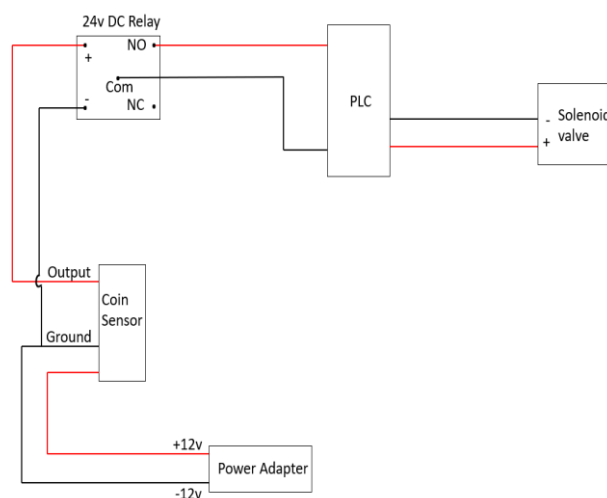 24v DC Relay
+ NO
Com
- NC
PLC
- Solenoid
+ valve
Output
Coin
Sensor
Ground
+12v
Power Adapter
-12v